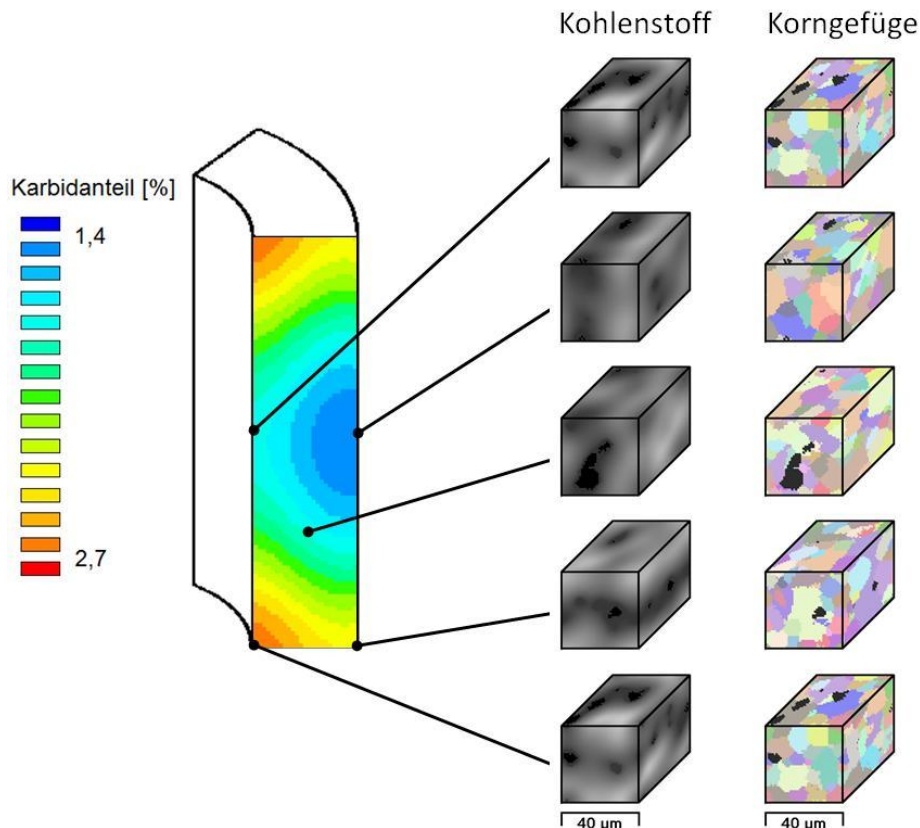 Kohlenstoff Korngefüge
Karbidanteil [%]
1,4
2,7
40 µm 40 µm